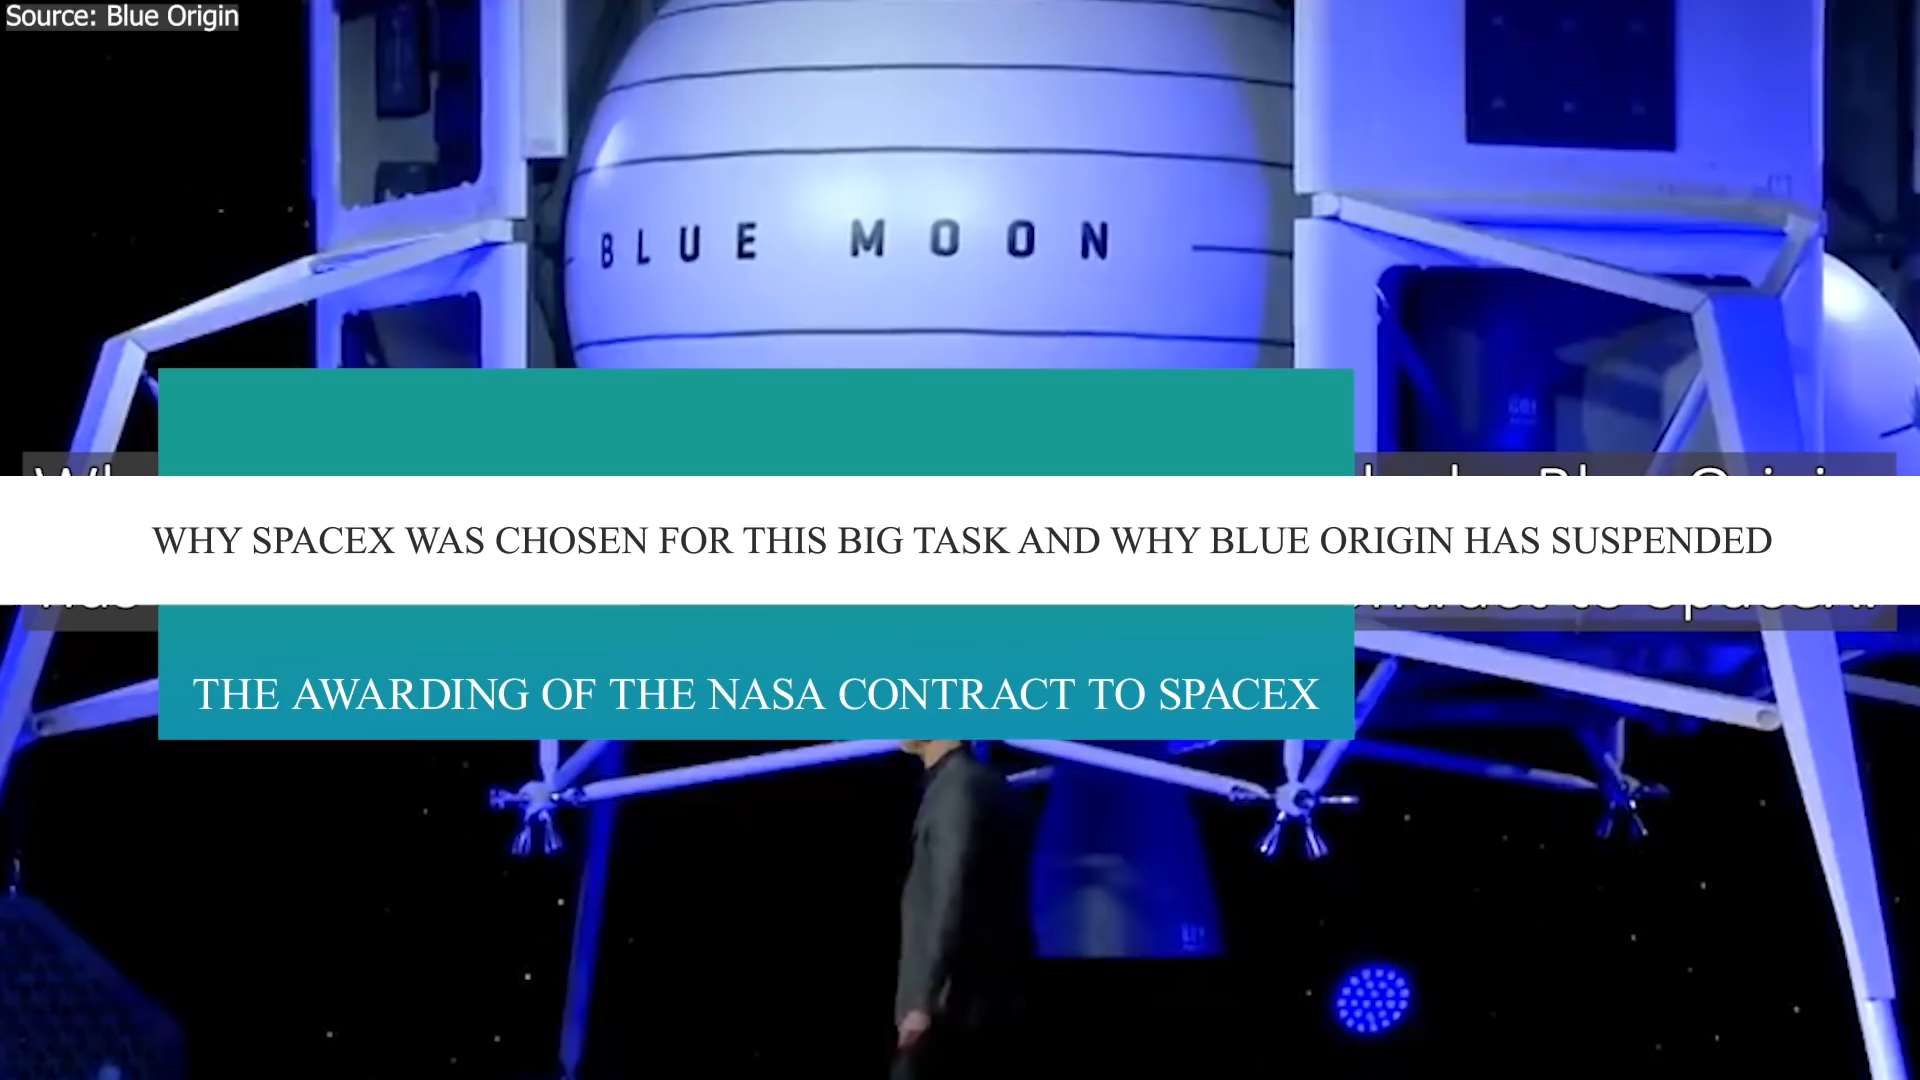 Source: Blue Origin
BLUE MOON
WHY SPACEX WAS CHOSEN FOR THIS BIG TASK AND WHY BLUE ORIGIN HAS SUSPENDED
THE AWARDING OF THE NASA CONTRACT TO SPACEX